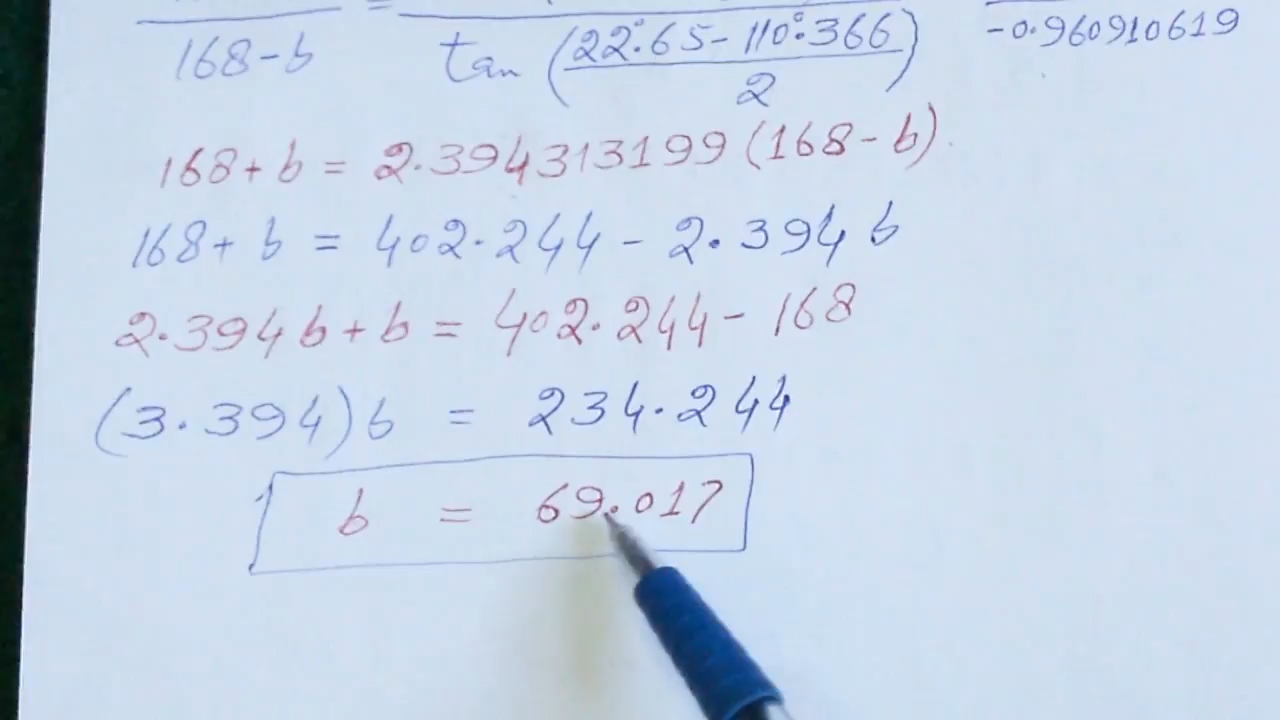 168-b = tan (22°.65-110°.366 / 2) -0.960910619
168+b = 2.394313199(168-b)
168+b = 402.244-2.394b
2.394b+b = 402.244-168
(3.394)b = 234.244
b = 69.017